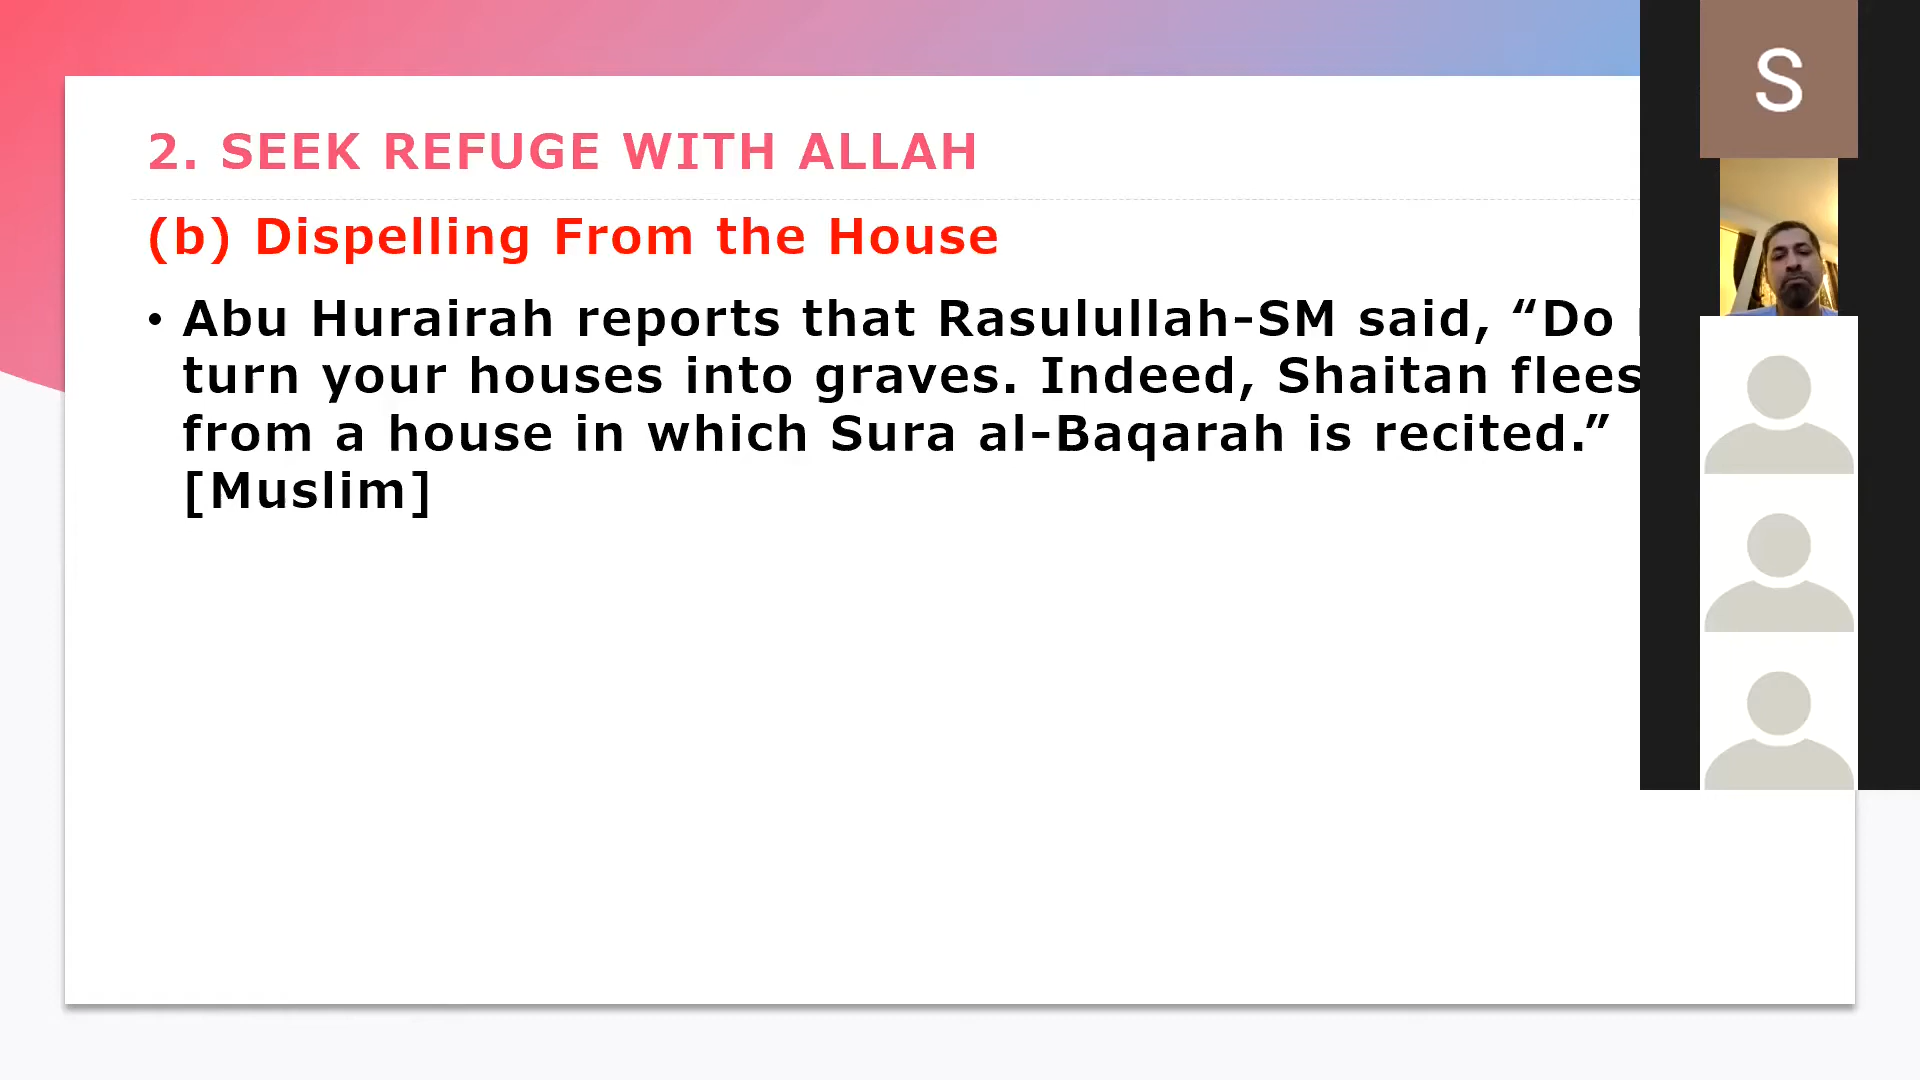 2. SEEK REFUGE WITH ALLAH
(b) Dispelling From the House
• Abu Hurairah reports that Rasulullah-SM said, “Do
turn your houses into graves. Indeed, Shaitan flees
from a house in which Sura al-Baqarah is recited.”
[Muslim]
S